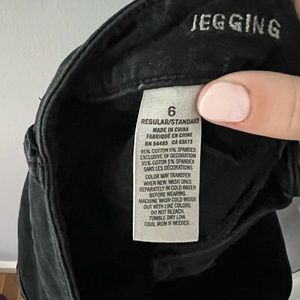 JEGGING
6
REGULAR/STANDARD
MADE IN CHINA
FABRIQUÉ EN CHINE
RN 54485 CA 03673
95% COTTON 5% SPANDEX
EXCLUSIVE OF DECORATION
95% COTTON 5% SPANDEX
SANS LES DÉCORATIONS
COLOR MAY TRANSFER
WHEN NEW. WASH ONCE
SEPARATELY IN COLD WATER
BEFORE WEARING.
MACHINE WASH COLD INSIDE
OUT WITH LIKE COLORS.
DO NOT BLEACH.
TUMBLE DRY LOW.
COOL IRON IF NEEDED.